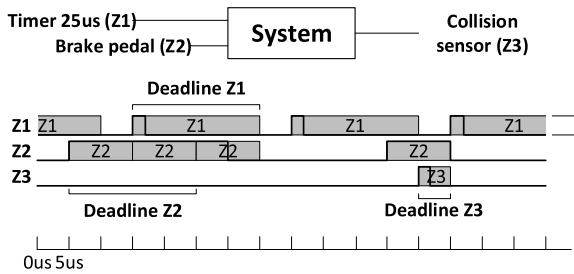 Timer 25us (Z1)
Brake pedal (Z2)
System
Collision
sensor (Z3)
Deadline Z1
Z1 Z1 Z1 Z1 Z1
Z2 Z2 Z2 Z2 Z2
Z3 Z3
Deadline Z2
Deadline Z3
0us 5us